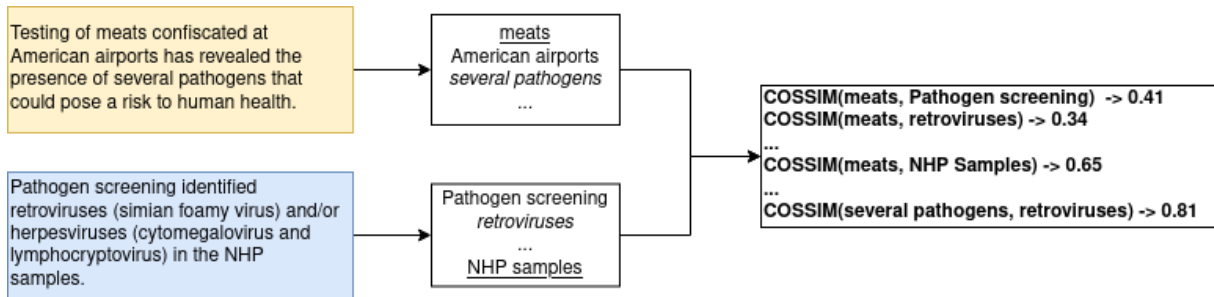 Testing of meats confiscated at
American airports has revealed the
presence of several pathogens that
could pose a risk to human health.
meats
American airports
several pathogens
...
Pathogen screening identified
retroviruses (simian foamy virus) and/or
herpesviruses (cytomegalovirus and
lymphocryptovirus) in the NHP
samples.
Pathogen screening
retroviruses
...
NHP samples
COSSIM(meats, Pathogen screening) -> 0.41
COSSIM(meats, retroviruses) -> 0.34
...
COSSIM(meats, NHP Samples) -> 0.65
...
COSSIM(several pathogens, retroviruses) -> 0.81